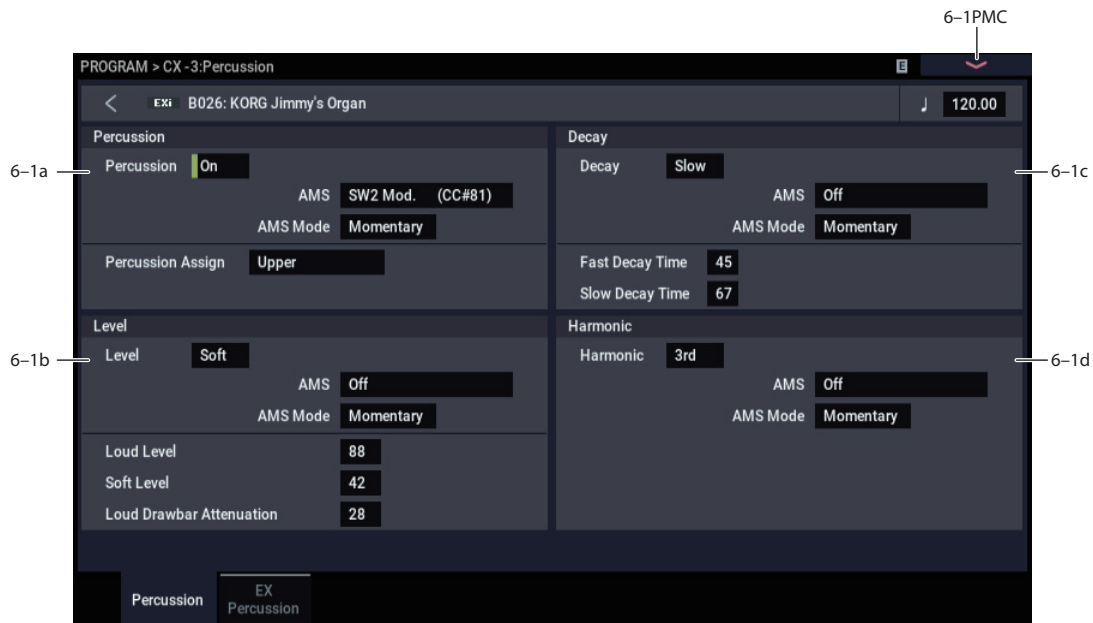 6–1PMC
PROGRAM > CX -3:Percussion
E
EXi B026: KORG Jimmy's Organ
♩ 120.00
Percussion
6–1a
Percussion On
AMS SW2 Mod. (CC#81)
AMS Mode Momentary
Percussion Assign Upper
Decay
6–1c
Decay Slow
AMS Off
AMS Mode Momentary
Fast Decay Time 45
Slow Decay Time 67
Level
6–1b
Level Soft
AMS Off
AMS Mode Momentary
Loud Level 88
Soft Level 42
Loud Drawbar Attenuation 28
Harmonic
6–1d
Harmonic 3rd
AMS Off
AMS Mode Momentary
Percussion
EX
Percussion